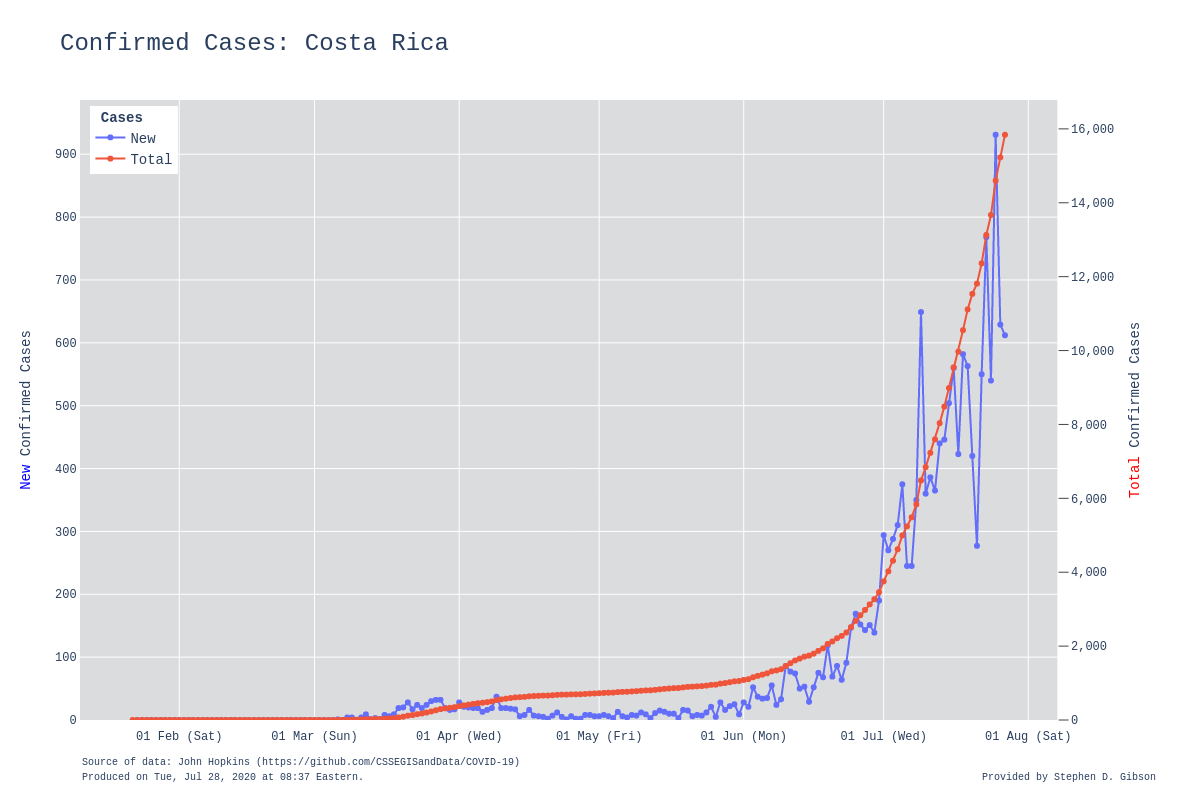 Confirmed Cases: Costa Rica
Cases
New
Total
900
800
700
600
500
400
300
200
100
0
16,000
14,000
12,000
10,000
8,000
6,000
4,000
2,000
0
New Confirmed Cases
Total Confirmed Cases
01 Feb (Sat) 01 Mar (Sun) 01 Apr (Wed) 01 May (Fri) 01 Jun (Mon) 01 Jul (Wed) 01 Aug (Sat)
Source of data: John Hopkins (https://github.com/CSSEGISandData/COVID-19)
Produced on Tue, Jul 28, 2020 at 08:37 Eastern.
Provided by Stephen D. Gibson